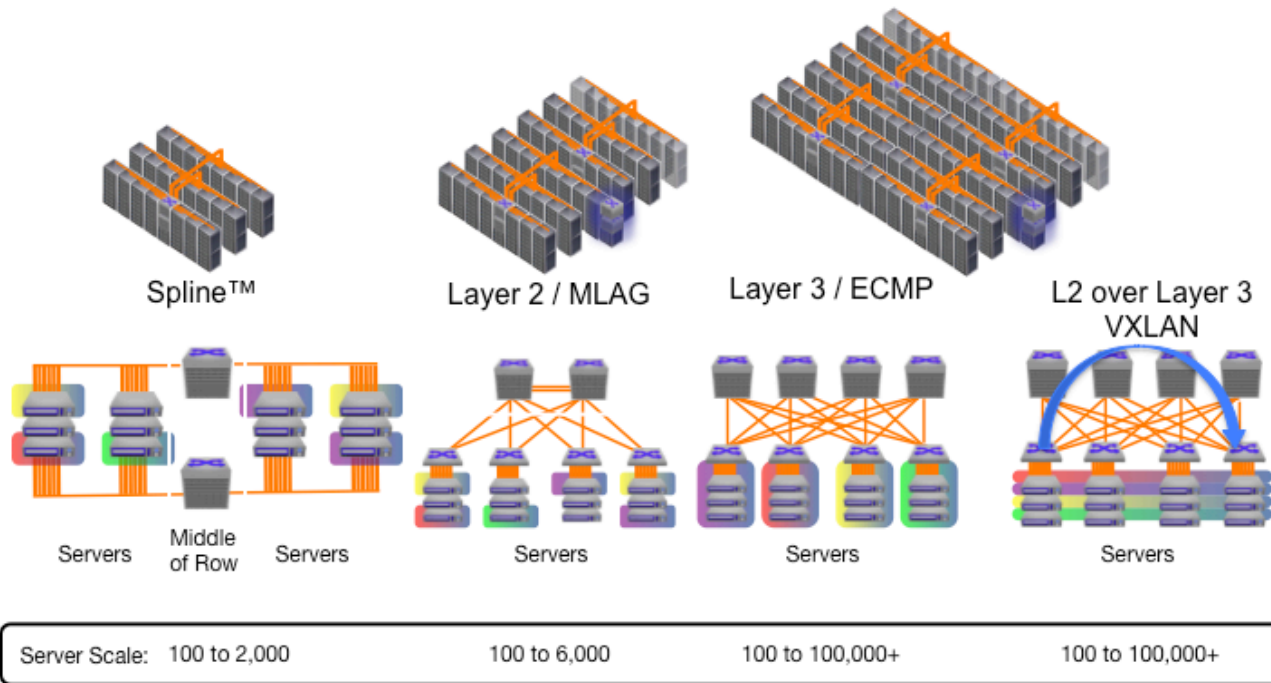 Spline™
Layer 2 / MLAG
Layer 3 / ECMP
L2 over Layer 3
VXLAN
Servers
Middle
of Row
Servers
Servers
Servers
Servers
Server Scale: 100 to 2,000 100 to 6,000 100 to 100,000+ 100 to 100,000+